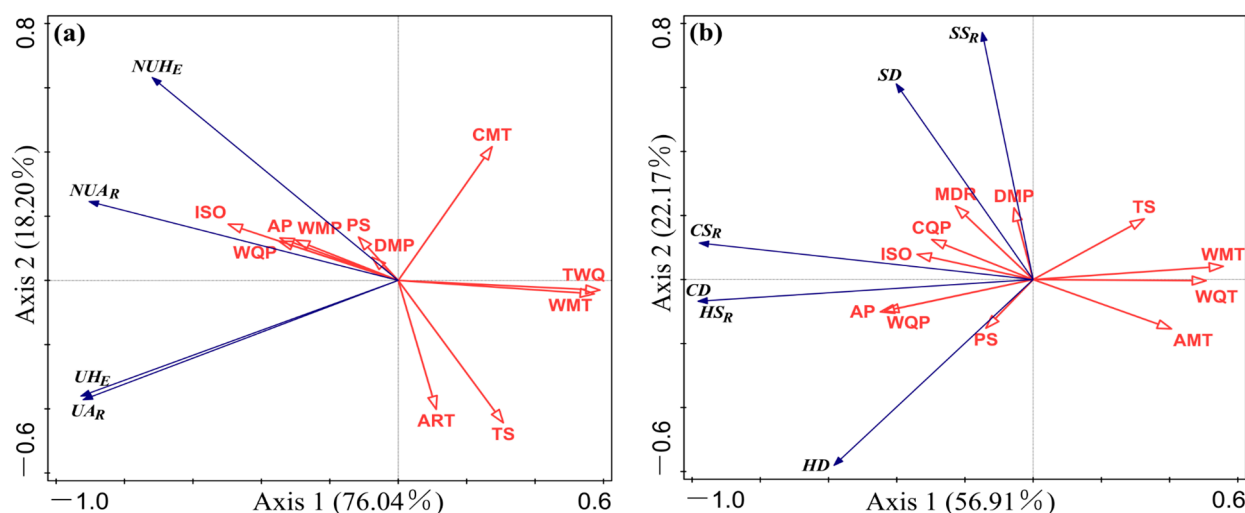 (a)
0.8
Axis 2 (18.20%)
—0.6
—1.0
Axis 1 (76.04%)
0.6
NUHE
NUAR
UHE
UAR
ISO
AP
WMP
PS
WQP
DMP
CMT
TWQ
WMT
ART
TS
(b)
0.8
Axis 2 (22.17%)
—0.6
—1.0
Axis 1 (56.91%)
0.6
SSR
SD
CSR
CD
HSR
HD
MDR
DMP
CQP
ISO
AP
WQP
PS
TS
WMT
WQT
AMT